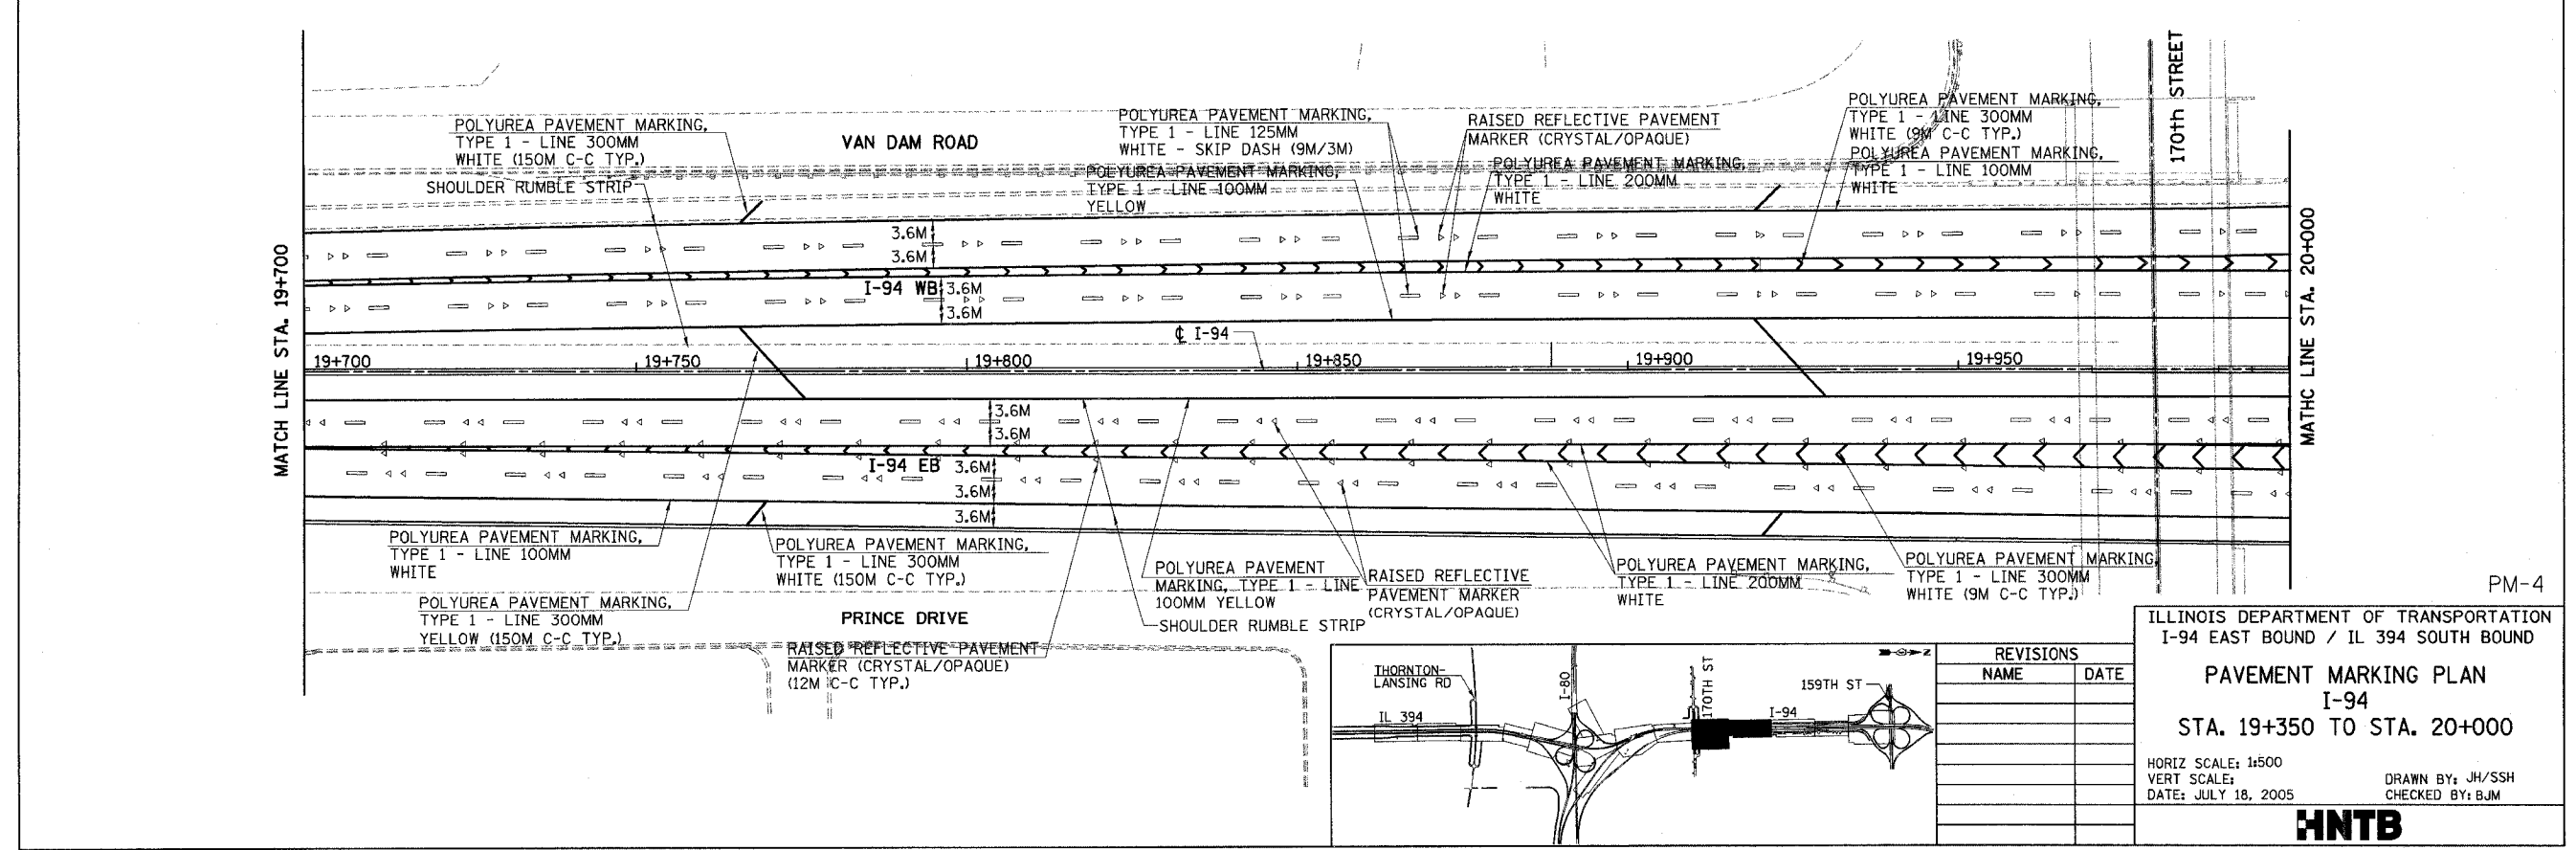 170th STREET
POLYUREA PAVEMENT MARKING,
TYPE 1 - LINE 300MM
WHITE (150M C-C TYP.)
SHOULDER RUMBLE STRIP
VAN DAM ROAD
POLYUREA PAVEMENT MARKING,
TYPE 1 - LINE 125MM
WHITE - SKIP DASH (9M/3M)
POLYUREA PAVEMENT MARKING,
TYPE 1 - LINE 100MM
YELLOW
RAISED REFLECTIVE PAVEMENT
MARKER (CRYSTAL/OPAQUE)
POLYUREA PAVEMENT MARKING,
TYPE 1 - LINE 200MM
WHITE
POLYUREA PAVEMENT MARKING,
TYPE 1 - LINE 300MM
WHITE (9M C-C TYP.)
POLYUREA PAVEMENT MARKING,
TYPE 1 - LINE 100MM
WHITE
MATCH LINE STA. 19+700
MATHC LINE STA. 20+000
3.6M
3.6M
I-94 WB
3.6M
3.6M
℄ I-94
19+700
19+750
19+800
19+850
19+900
19+950
3.6M
3.6M
I-94 EB
3.6M
3.6M
3.6M
POLYUREA PAVEMENT MARKING,
TYPE 1 - LINE 100MM
WHITE
POLYUREA PAVEMENT MARKING,
TYPE 1 - LINE 300MM
WHITE (150M C-C TYP.)
POLYUREA PAVEMENT MARKING,
TYPE 1 - LINE 300MM
YELLOW (150M C-C TYP.)
PRINCE DRIVE
RAISED REFLECTIVE PAVEMENT
MARKER (CRYSTAL/OPAQUE)
(12M C-C TYP.)
POLYUREA PAVEMENT
MARKING, TYPE 1 - LINE
100MM YELLOW
SHOULDER RUMBLE STRIP
RAISED REFLECTIVE
PAVEMENT MARKER
(CRYSTAL/OPAQUE)
POLYUREA PAVEMENT MARKING,
TYPE 1 - LINE 200MM
WHITE
POLYUREA PAVEMENT MARKING,
TYPE 1 - LINE 300MM
WHITE (9M C-C TYP.)
PM-4
THORNTON-
LANSING RD
IL 394
I-80
170TH ST
I-94
159TH ST
Z
REVISIONS
NAME DATE
ILLINOIS DEPARTMENT OF TRANSPORTATION
I-94 EAST BOUND / IL 394 SOUTH BOUND
PAVEMENT MARKING PLAN
I-94
STA. 19+350 TO STA. 20+000
HORIZ SCALE: 1:500
VERT SCALE:
DATE: JULY 18, 2005
DRAWN BY: JH/SSH
CHECKED BY: BJM
HNTB